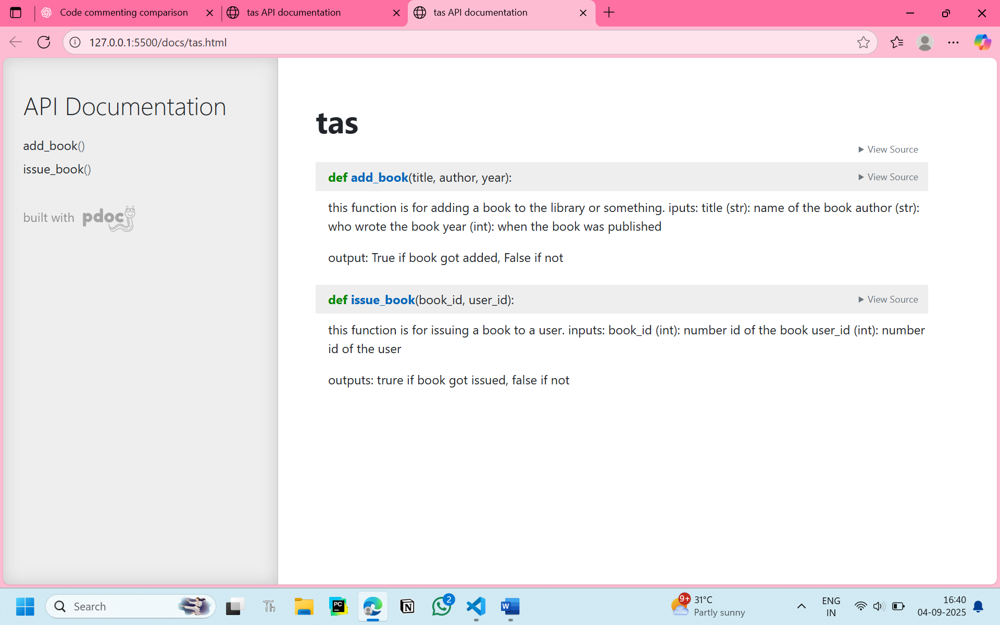 Code commenting comparison
tas API documentation
tas API documentation
127.0.0.1:5500/docs/tas.html
API Documentation
add_book()
issue_book()
built with pdoc
tas
View Source
def add_book(title, author, year):
View Source
this function is for adding a book to the library or something. iputs: title (str): name of the book author (str):
who wrote the book year (int): when the book was published
output: True if book got added, False if not
def issue_book(book_id, user_id):
View Source
this function is for issuing a book to a user. inputs: book_id (int): number id of the book user_id (int): number
id of the user
outputs: trure if book got issued, false if not
Search
Th
PC
N
2
W
9+
31°C
Partly sunny
ENG
IN
16:40
04-09-2025